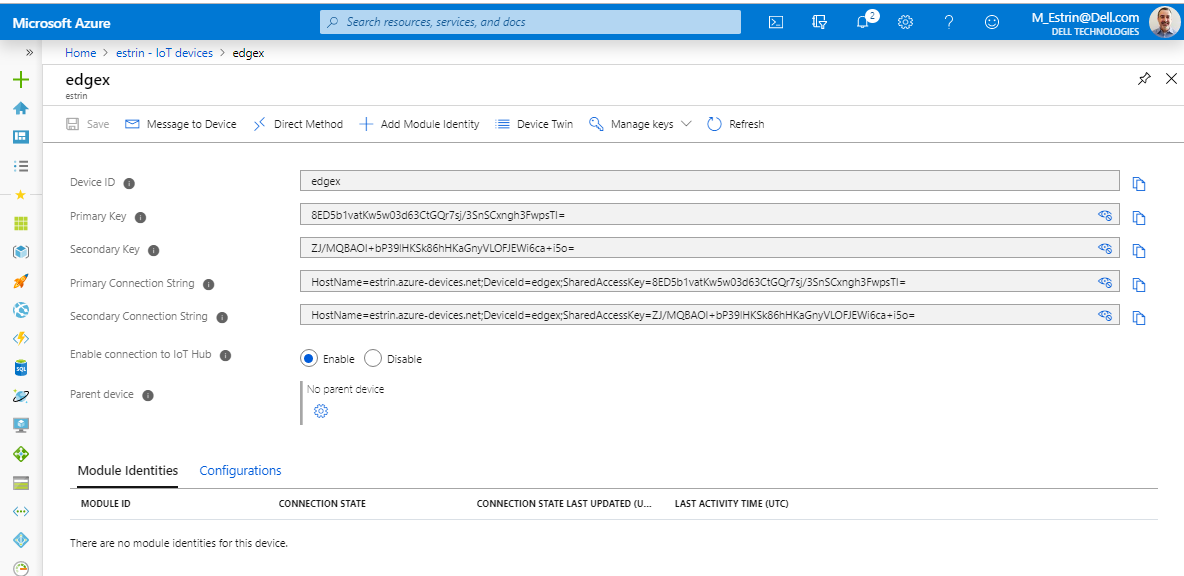 Microsoft Azure
Search resources, services, and docs
2
M_Estrin@Dell.com
DELL TECHNOLOGIES
» Home > estrin - IoT devices > edgex
edgex
estrin
Save Message to Device Direct Method Add Module Identity Device Twin Manage keys Refresh
Device ID edgex
Primary Key 8ED5b1vatKw5w03d63CtGQr7sj/3SnSCxngh3FwpsTI=
Secondary Key ZJ/MQBAOI+bP39IHKSk86hHKaGnyVLOFJEWi6ca+i5o=
Primary Connection String HostName=estrin.azure-devices.net;DeviceId=edgex;SharedAccessKey=8ED5b1vatKw5w03d63CtGQr7sj/3SnSCxngh3FwpsTI=
Secondary Connection String HostName=estrin.azure-devices.net;DeviceId=edgex;SharedAccessKey=ZJ/MQBAOI+bP39IHKSk86hHKaGnyVLOFJEWi6ca+i5o=
Enable connection to IoT Hub Enable Disable
Parent device No parent device
Module Identities Configurations
MODULE ID CONNECTION STATE CONNECTION STATE LAST UPDATED (U... LAST ACTIVITY TIME (UTC)
There are no module identities for this device.
SQL